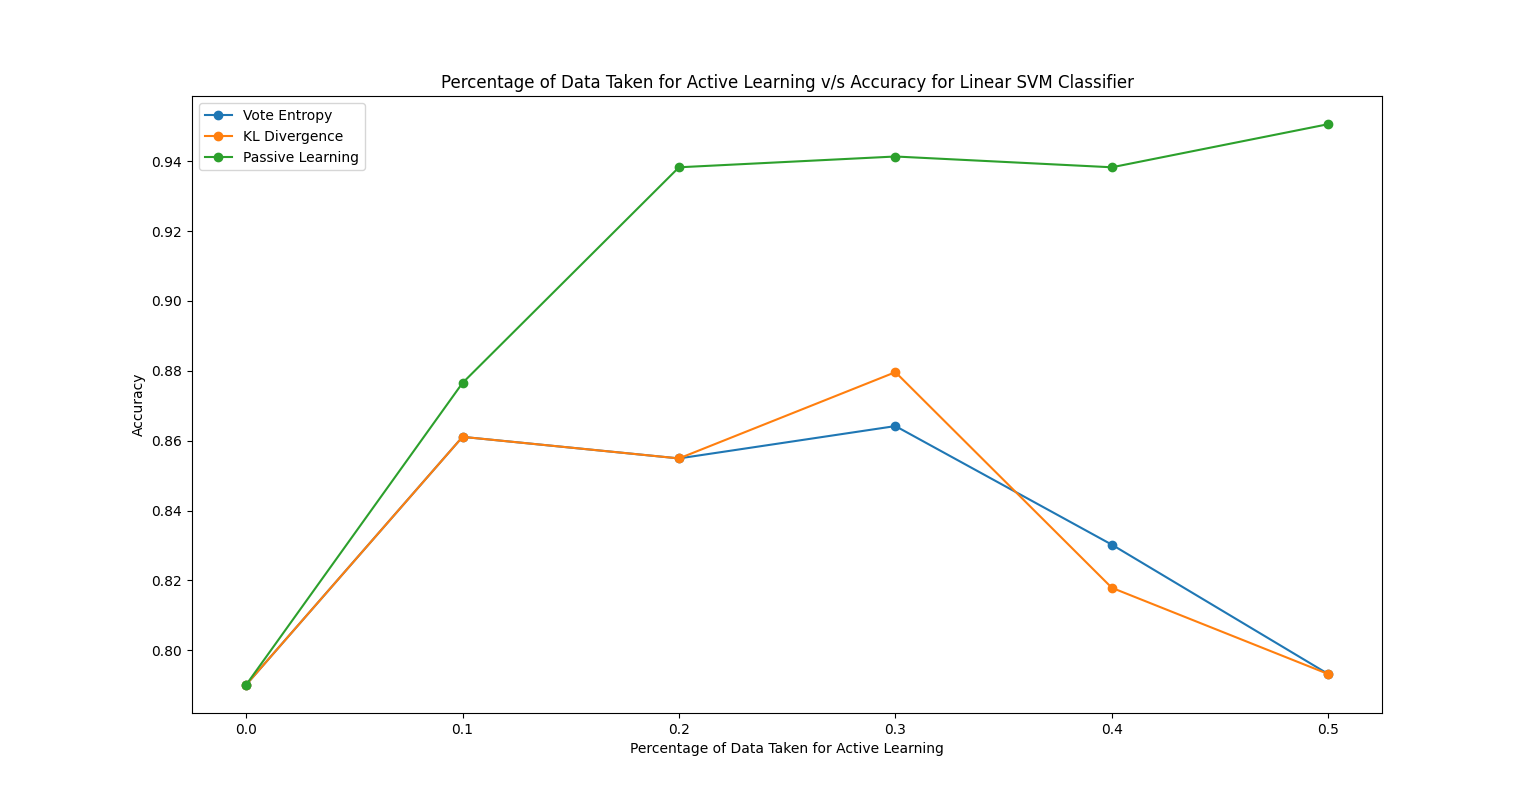 Percentage of Data Taken for Active Learning v/s Accuracy for Linear SVM Classifier
Vote Entropy
KL Divergence
Passive Learning
0.94
0.92
0.90
0.88
0.86
0.84
0.82
0.80
Accuracy
0.0 0.1 0.2 0.3 0.4 0.5
Percentage of Data Taken for Active Learning